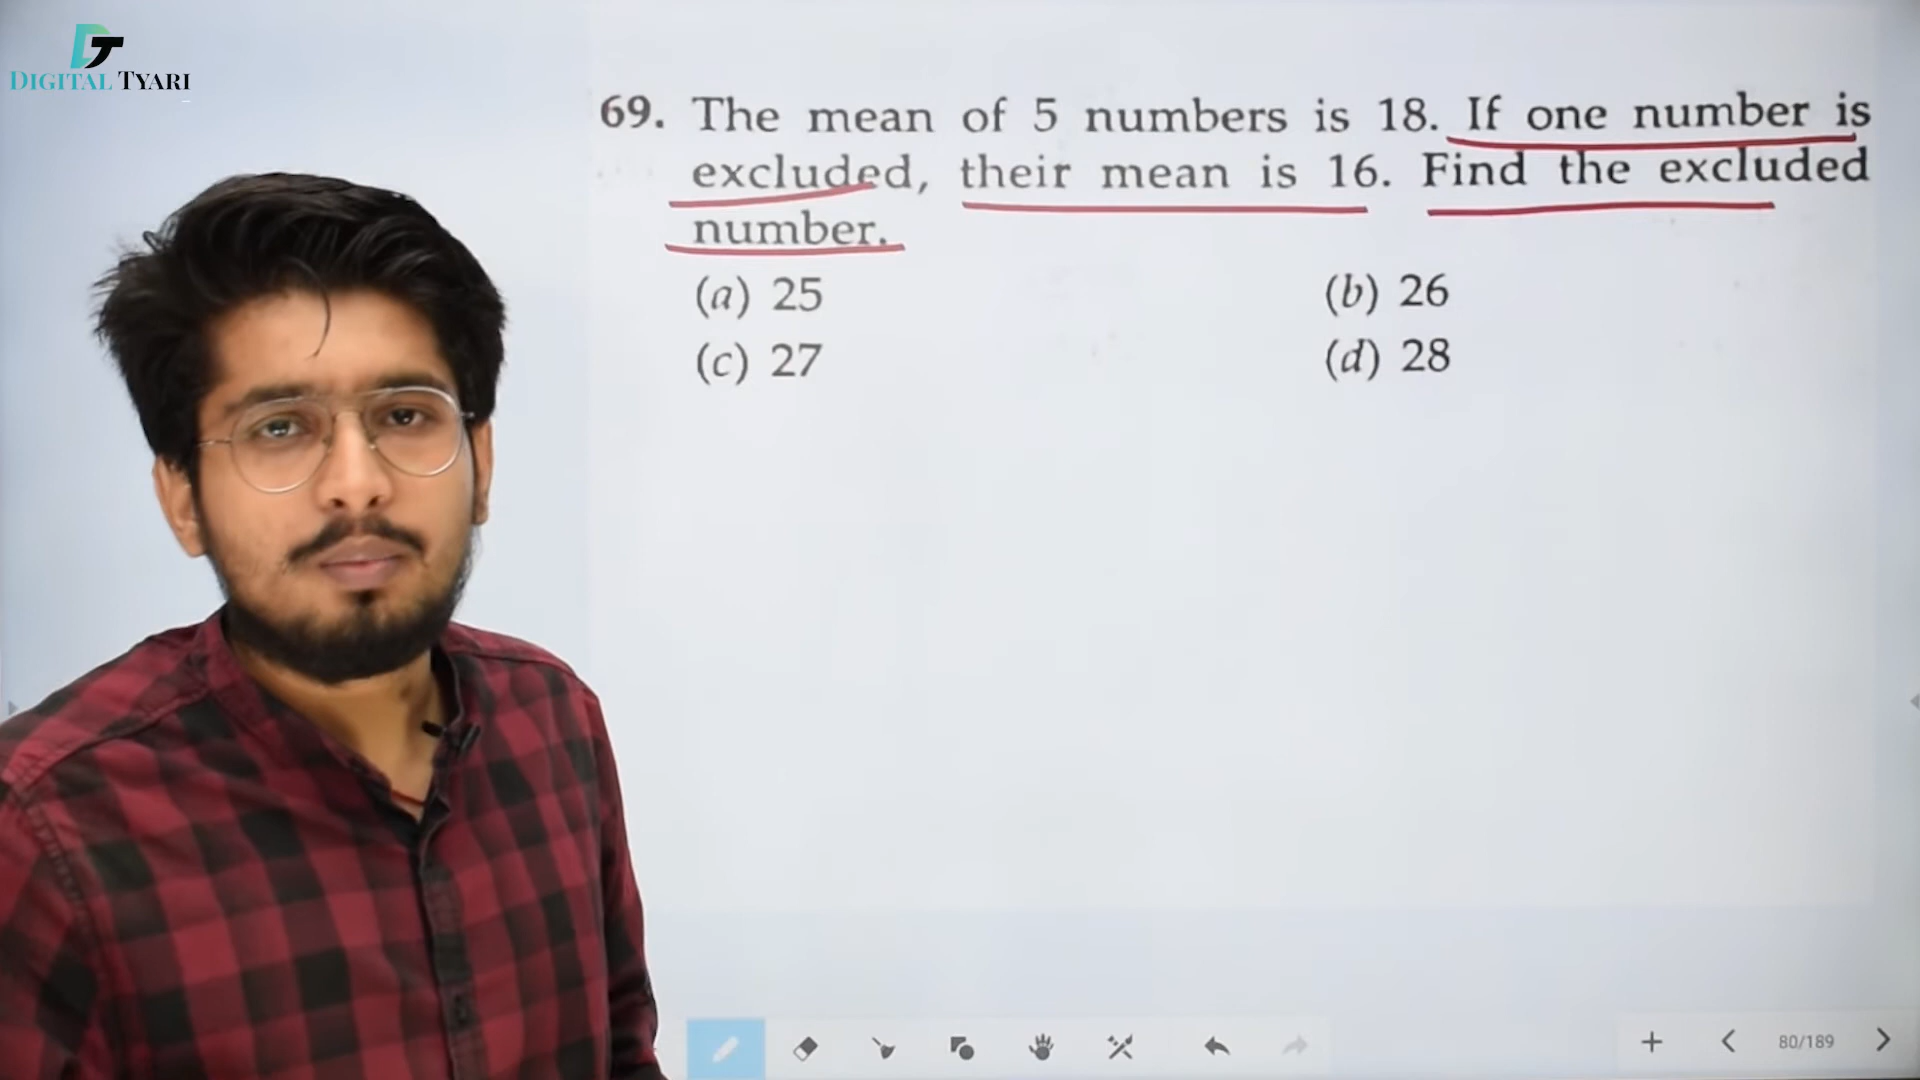 DT
DIGITAL TYARI
69. The mean of 5 numbers is 18. If one number is
excluded, their mean is 16. Find the excluded
number.
(a) 25
(b) 26
(c) 27
(d) 28
80/189